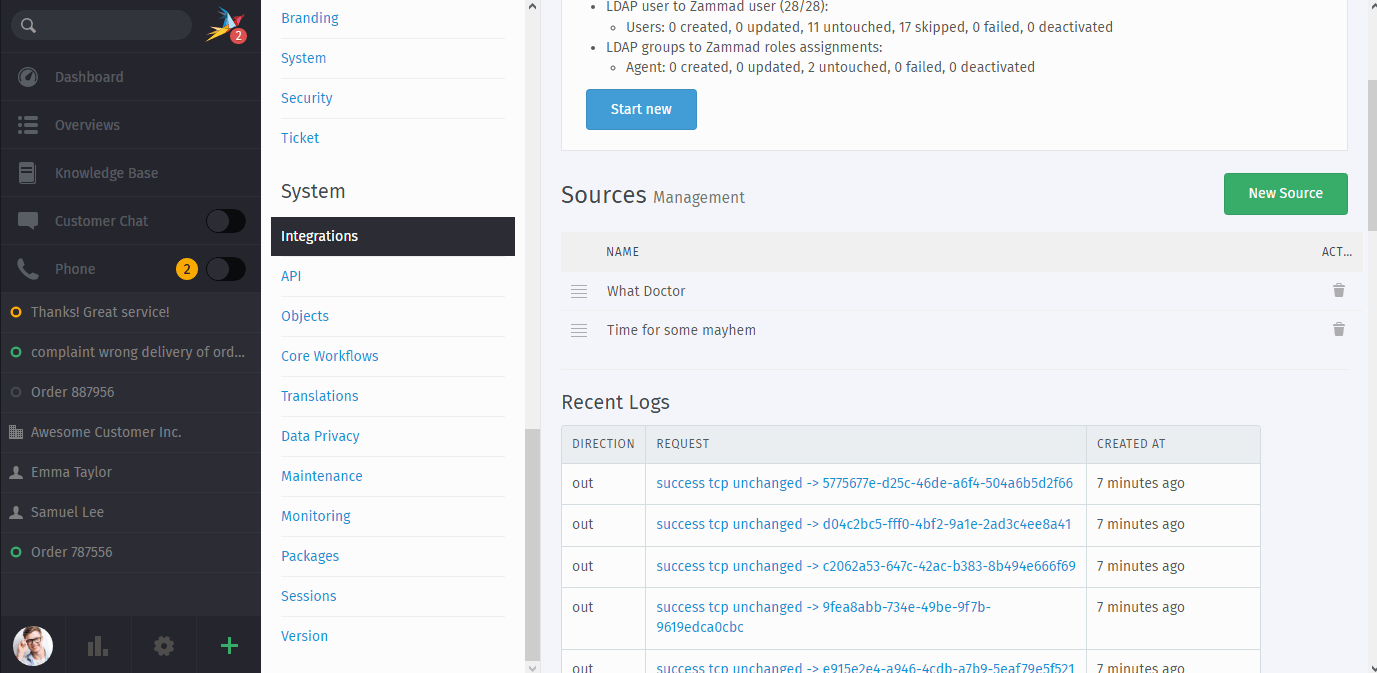 2
Dashboard
Overviews
Knowledge Base
Customer Chat
Phone 2
Thanks! Great service!
complaint wrong delivery of ord...
Order 887956
Awesome Customer Inc.
Emma Taylor
Samuel Lee
Order 787556
Branding
System
Security
Ticket
System
Integrations
API
Objects
Core Workflows
Translations
Data Privacy
Maintenance
Monitoring
Packages
Sessions
Version
LDAP user to Zammad user (28/28):
Users: 0 created, 0 updated, 11 untouched, 17 skipped, 0 failed, 0 deactivated
LDAP groups to Zammad roles assignments:
Agent: 0 created, 0 updated, 2 untouched, 0 failed, 0 deactivated
Start new
Sources Management
New Source
NAME ACT...
What Doctor
Time for some mayhem
Recent Logs
DIRECTION REQUEST CREATED AT
out success tcp unchanged -> 5775677e-d25c-46de-a6f4-504a6b5d2f66 7 minutes ago
out success tcp unchanged -> d04c2bc5-fff0-4bf2-9a1e-2ad3c4ee8a41 7 minutes ago
out success tcp unchanged -> c2062a53-647c-42ac-b383-8b494e666f69 7 minutes ago
out success tcp unchanged -> 9fea8abb-734e-49be-9f7b- 7 minutes ago
9619edca0cbc
out success tcp unchanged -> e915e2e4-a946-4cdb-a7b9-5eaf79e5f521 7 minutes ago